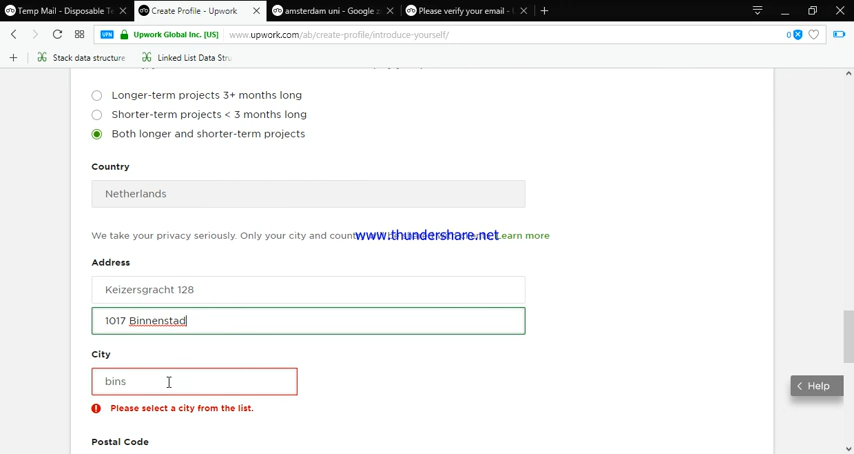 Temp Mail - Disposable Te
Create Profile - Upwork
amsterdam uni - Google z
Please verify your email -
VPN Upwork Global Inc. [US] www.upwork.com/ab/create-profile/introduce-yourself/ 0
Stack data structure
Linked List Data Stru
Longer-term projects 3+ months long
Shorter-term projects < 3 months long
Both longer and shorter-term projects
Country
Netherlands
We take your privacy seriously. Only your city and count Learn more
www.thundershare.net
Address
Keizersgracht 128
1017 Binnenstad
City
bins
Please select a city from the list.
Help
Postal Code